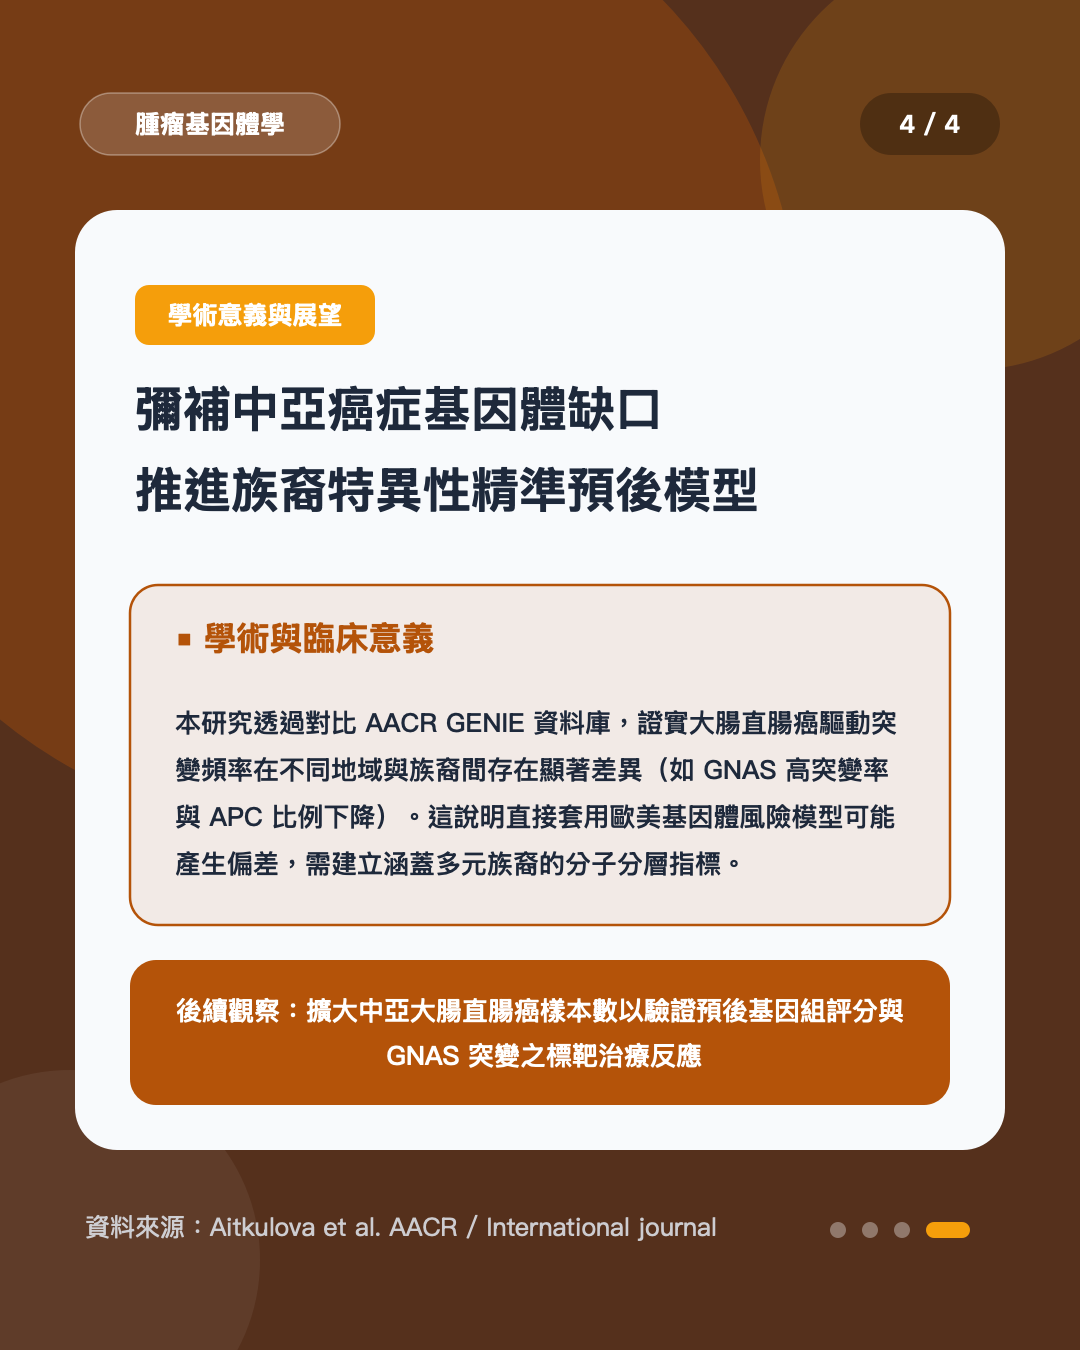 腫瘤基因體學
4 / 4
學術意義與展望
彌補中亞癌症基因體缺口
推進族裔特異性精準預後模型
▪ 學術與臨床意義
本研究透過對比 AACR GENIE 資料庫，證實大腸直腸癌驅動突
變頻率在不同地域與族裔間存在顯著差異（如 GNAS 高突變率
與 APC 比例下降）。這說明直接套用歐美基因體風險模型可能
產生偏差，需建立涵蓋多元族裔的分子分層指標。
後續觀察：擴大中亞大腸直腸癌樣本數以驗證預後基因組評分與
GNAS 突變之標靶治療反應
資料來源：Aitkulova et al. AACR / International journal